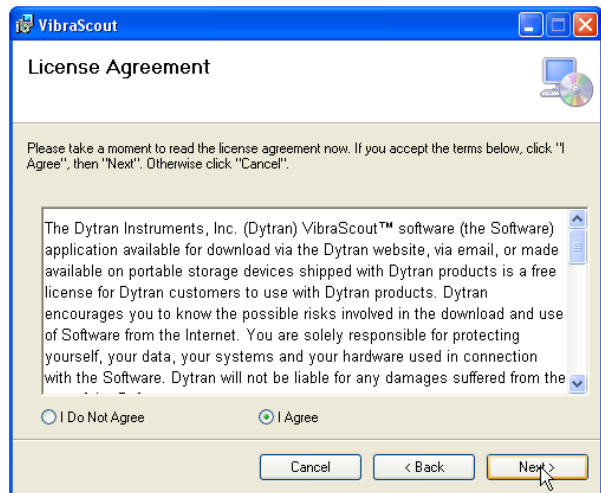 VibraScout
License Agreement
Please take a moment to read the license agreement now. If you accept the terms below, click "I
Agree", then "Next". Otherwise click "Cancel".
The Dytran Instruments, Inc. (Dytran) VibraScout™ software (the Software)
application available for download via the Dytran website, via email, or made
available on portable storage devices shipped with Dytran products is a free
license for Dytran customers to use with Dytran products. Dytran
encourages you to know the possible risks involved in the download and use
of Software from the Internet. You are solely responsible for protecting
yourself, your data, your systems and your hardware used in connection
with the Software. Dytran will not be liable for any damages suffered from the
I Do Not Agree
I Agree
Cancel
< Back
Next >